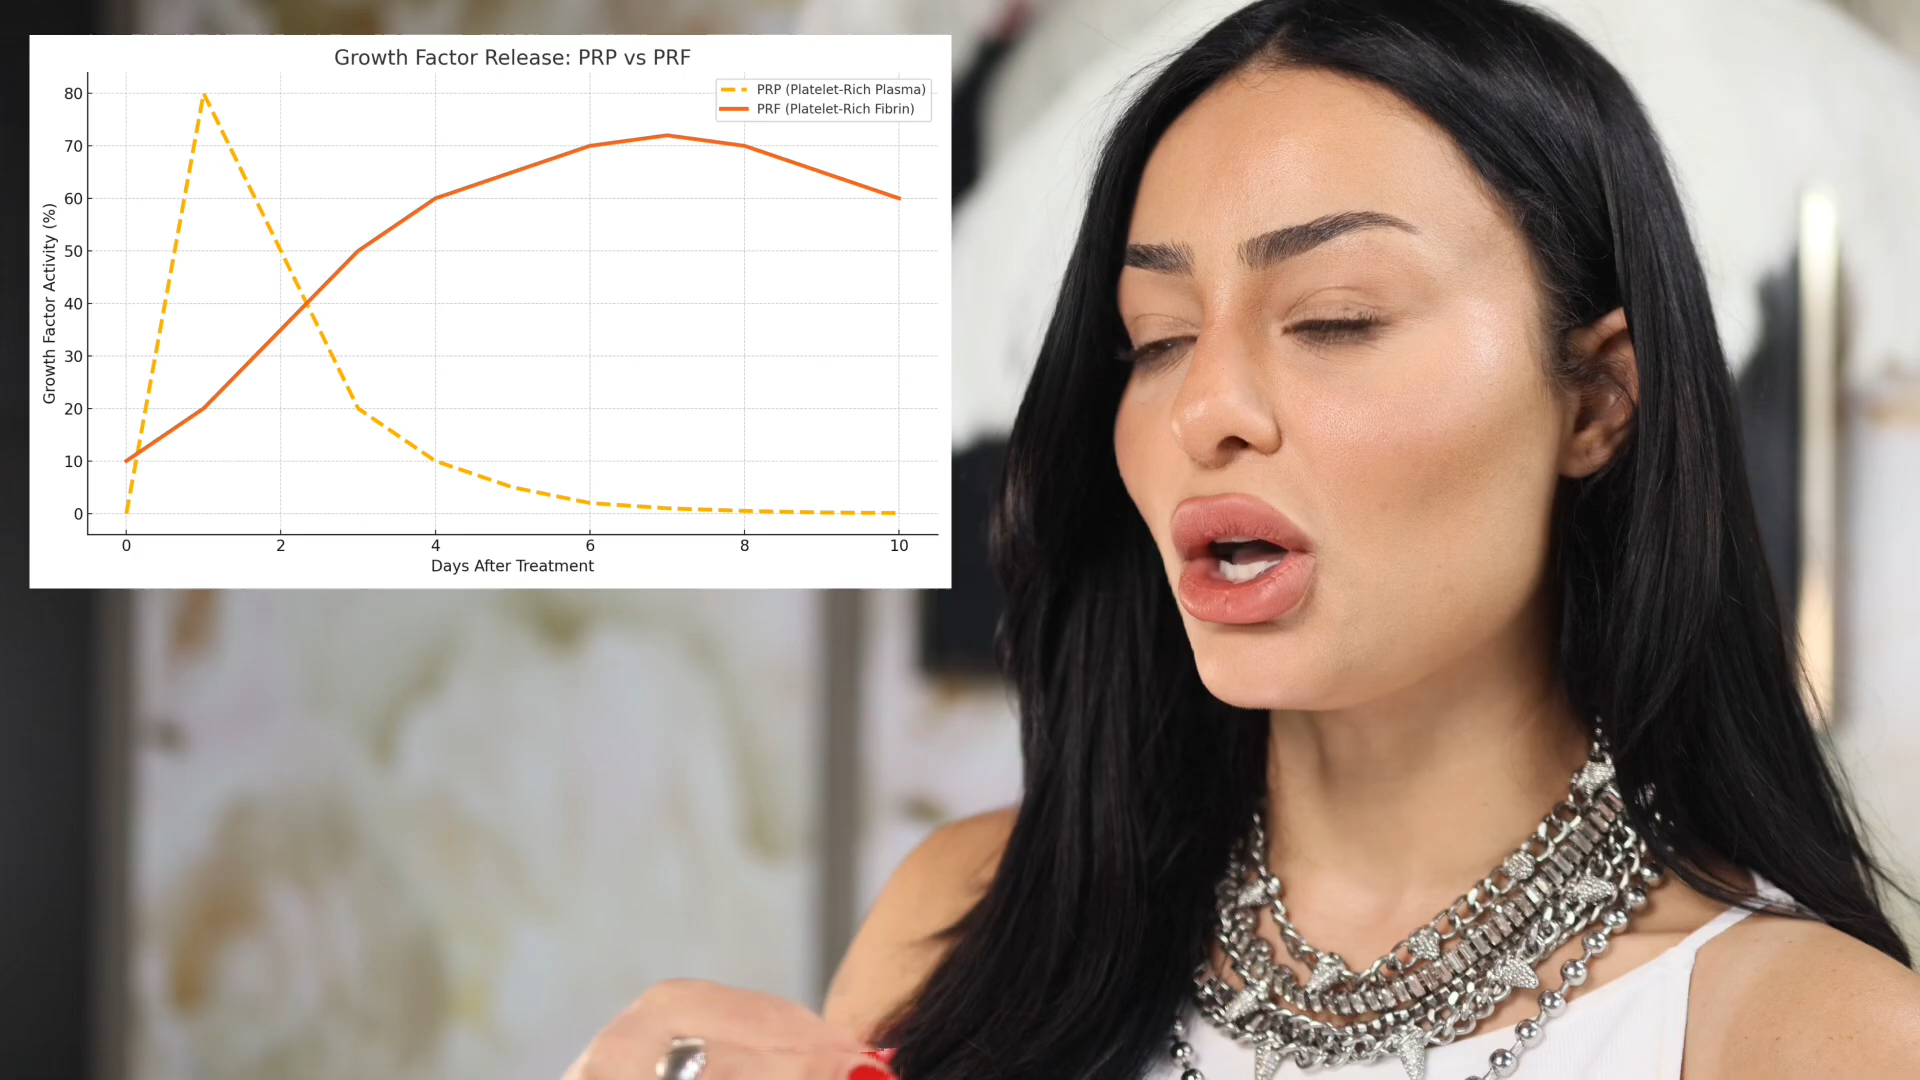 Growth Factor Release: PRP vs PRF
PRP (Platelet-Rich Plasma)
PRF (Platelet-Rich Fibrin)
Growth Factor Activity (%)
80
70
60
50
40
30
20
10
0
0 2 4 6 8 10
Days After Treatment